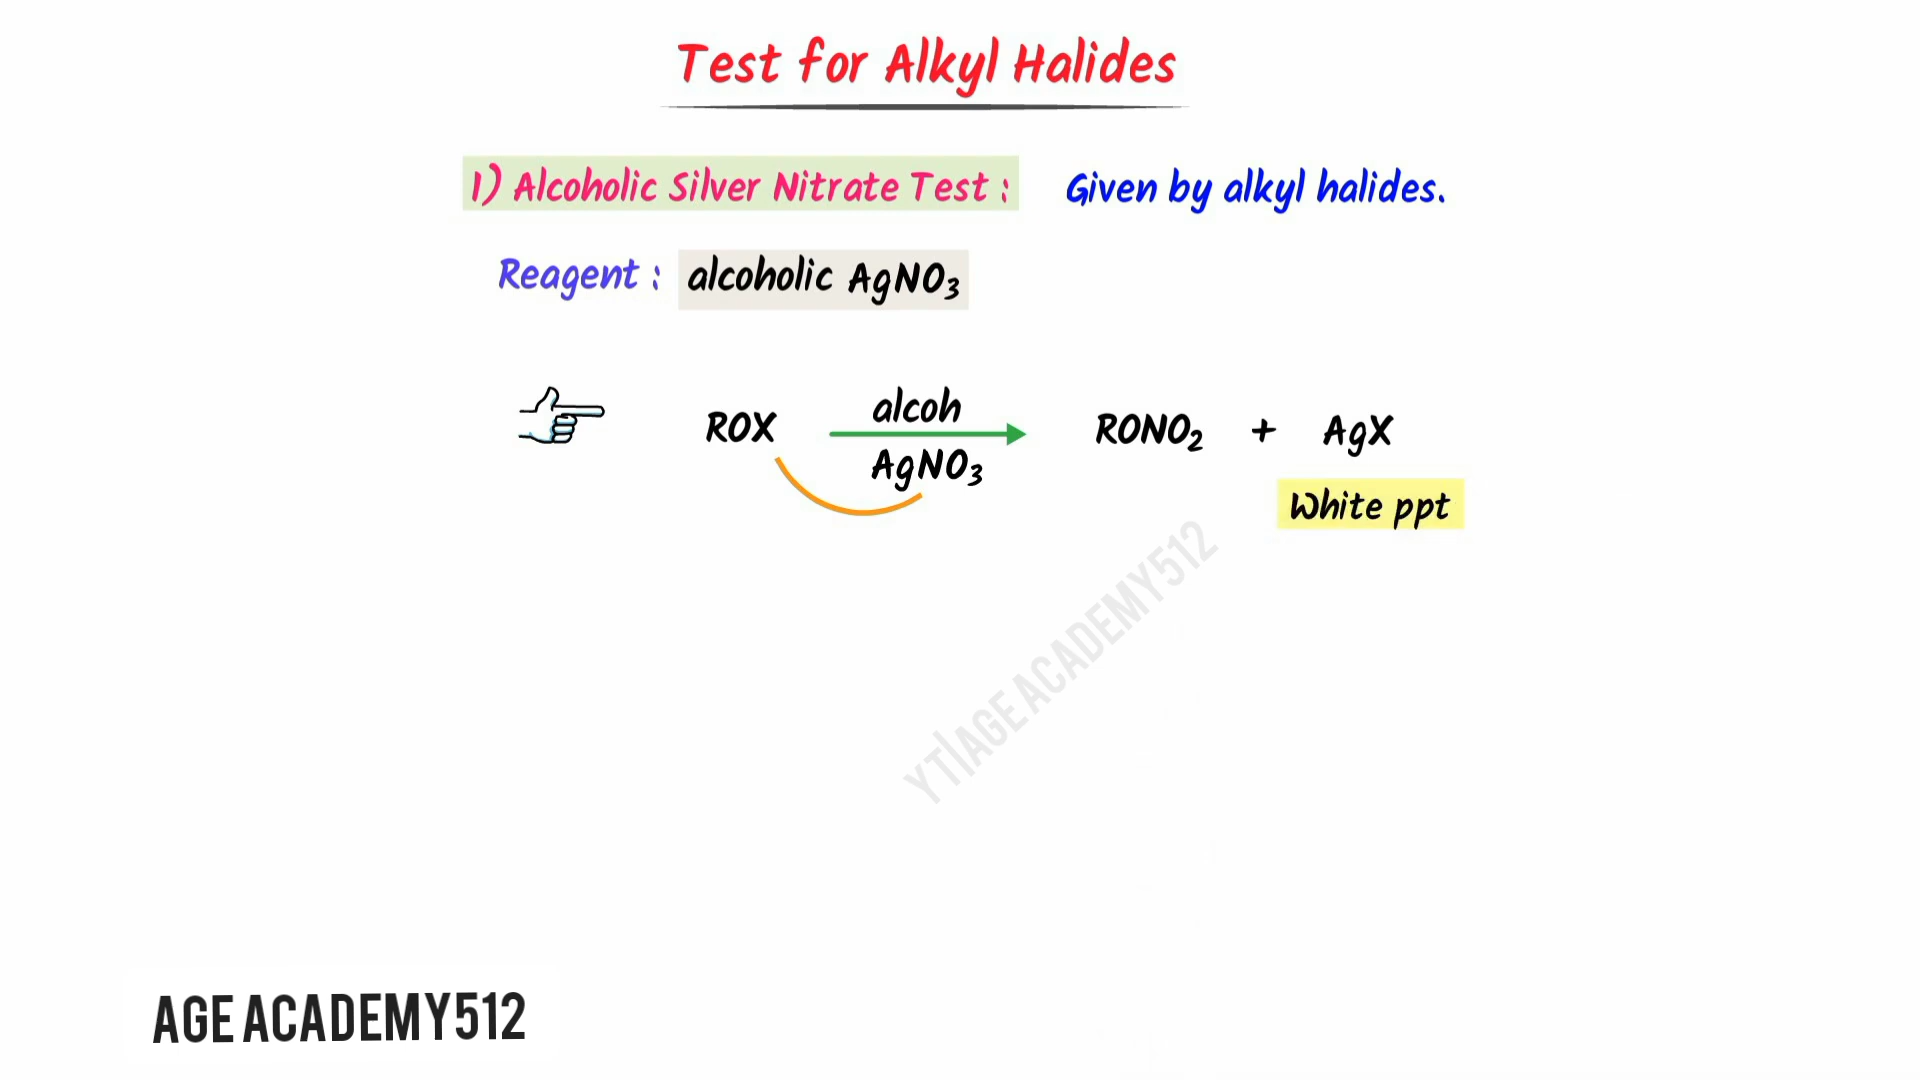 Test for Alkyl Halides
1) Alcoholic Silver Nitrate Test : Given by alkyl halides.
Reagent : alcoholic AgNO₃
alcoh
ROX RONO₂ + AgX
AgNO₃
White ppt
YT|AGE ACADEMY512
AGE ACADEMY512